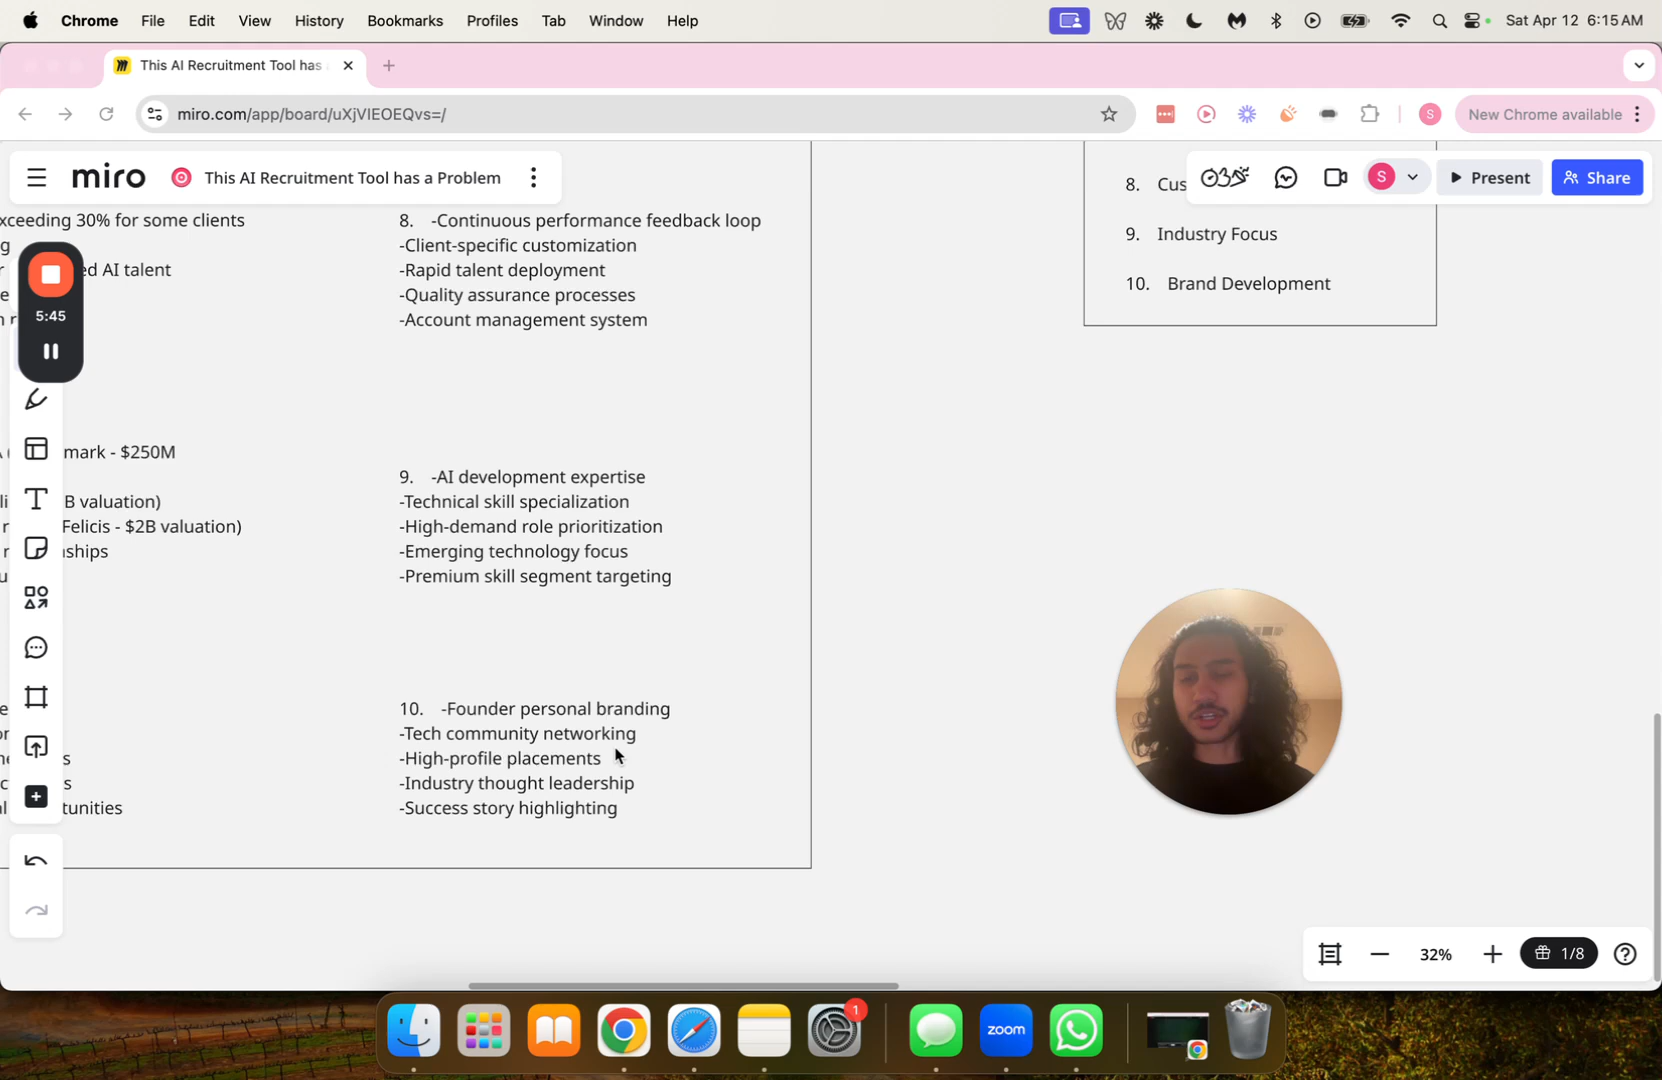 Chrome File Edit View History Bookmarks Profiles Tab Window Help
Sat Apr 12 6:15 AM
This AI Recruitment Tool has
miro.com/app/board/uXjVIEOEQvs=/
S
New Chrome available
miro
This AI Recruitment Tool has a Problem
S
Present
Share
exceeding 30% for some clients
ed AI talent
5:45
mark - $250M
B valuation)
Felicis - $2B valuation)
8. -Continuous performance feedback loop
-Client-specific customization
-Rapid talent deployment
-Quality assurance processes
-Account management system
9. -AI development expertise
-Technical skill specialization
-High-demand role prioritization
-Emerging technology focus
-Premium skill segment targeting
10. -Founder personal branding
-Tech community networking
-High-profile placements
-Industry thought leadership
-Success story highlighting
8. Cus
9. Industry Focus
10. Brand Development
32%
1/8
1
zoom